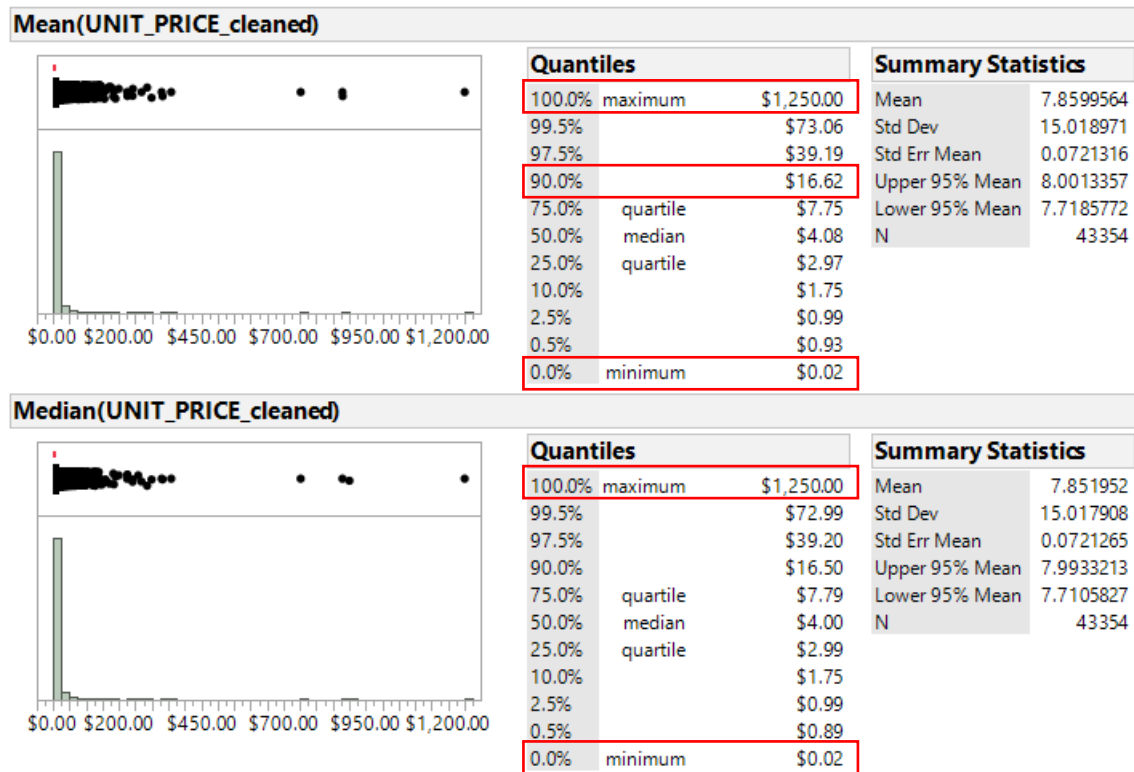 Mean(UNIT_PRICE_cleaned)
Quantiles
100.0% maximum $1,250.00
99.5% $73.06
97.5% $39.19
90.0% $16.62
75.0% quartile $7.75
50.0% median $4.08
25.0% quartile $2.97
10.0% $1.75
2.5% $0.99
0.5% $0.93
0.0% minimum $0.02
Summary Statistics
Mean 7.8599564
Std Dev 15.018971
Std Err Mean 0.0721316
Upper 95% Mean 8.0013357
Lower 95% Mean 7.7185772
N 43354
$0.00 $200.00 $450.00 $700.00 $950.00 $1,200.00
Median(UNIT_PRICE_cleaned)
Quantiles
100.0% maximum $1,250.00
99.5% $72.99
97.5% $39.20
90.0% $16.50
75.0% quartile $7.79
50.0% median $4.00
25.0% quartile $2.99
10.0% $1.75
2.5% $0.99
0.5% $0.89
0.0% minimum $0.02
Summary Statistics
Mean 7.851952
Std Dev 15.017908
Std Err Mean 0.0721265
Upper 95% Mean 7.9933213
Lower 95% Mean 7.7105827
N 43354
$0.00 $200.00 $450.00 $700.00 $950.00 $1,200.00